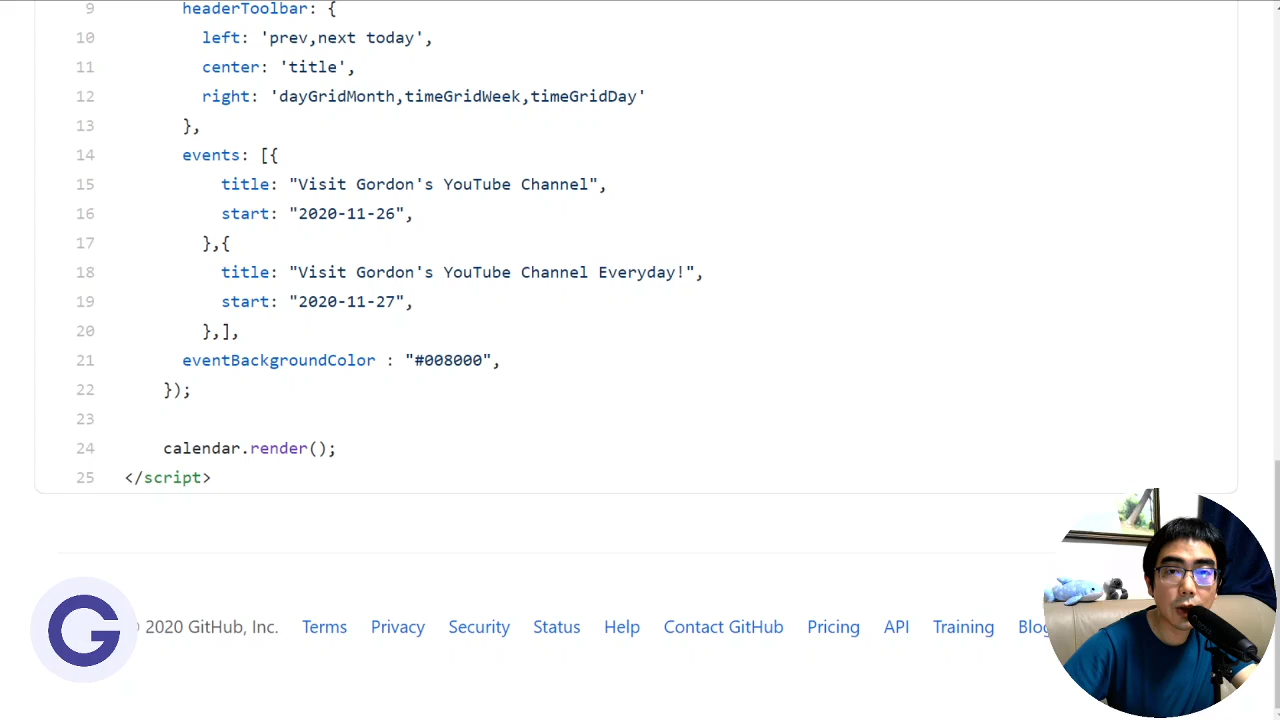 9 headerToolbar: {
10 left: 'prev,next today',
11 center: 'title',
12 right: 'dayGridMonth,timeGridWeek,timeGridDay'
13 },
14 events: [{
15 title: "Visit Gordon's YouTube Channel",
16 start: "2020-11-26",
17 },{
18 title: "Visit Gordon's YouTube Channel Everyday!",
19 start: "2020-11-27",
20 },],
21 eventBackgroundColor : "#008000",
22 });
23
24 calendar.render();
25 </script>
G © 2020 GitHub, Inc. Terms Privacy Security Status Help Contact GitHub Pricing API Training Blog